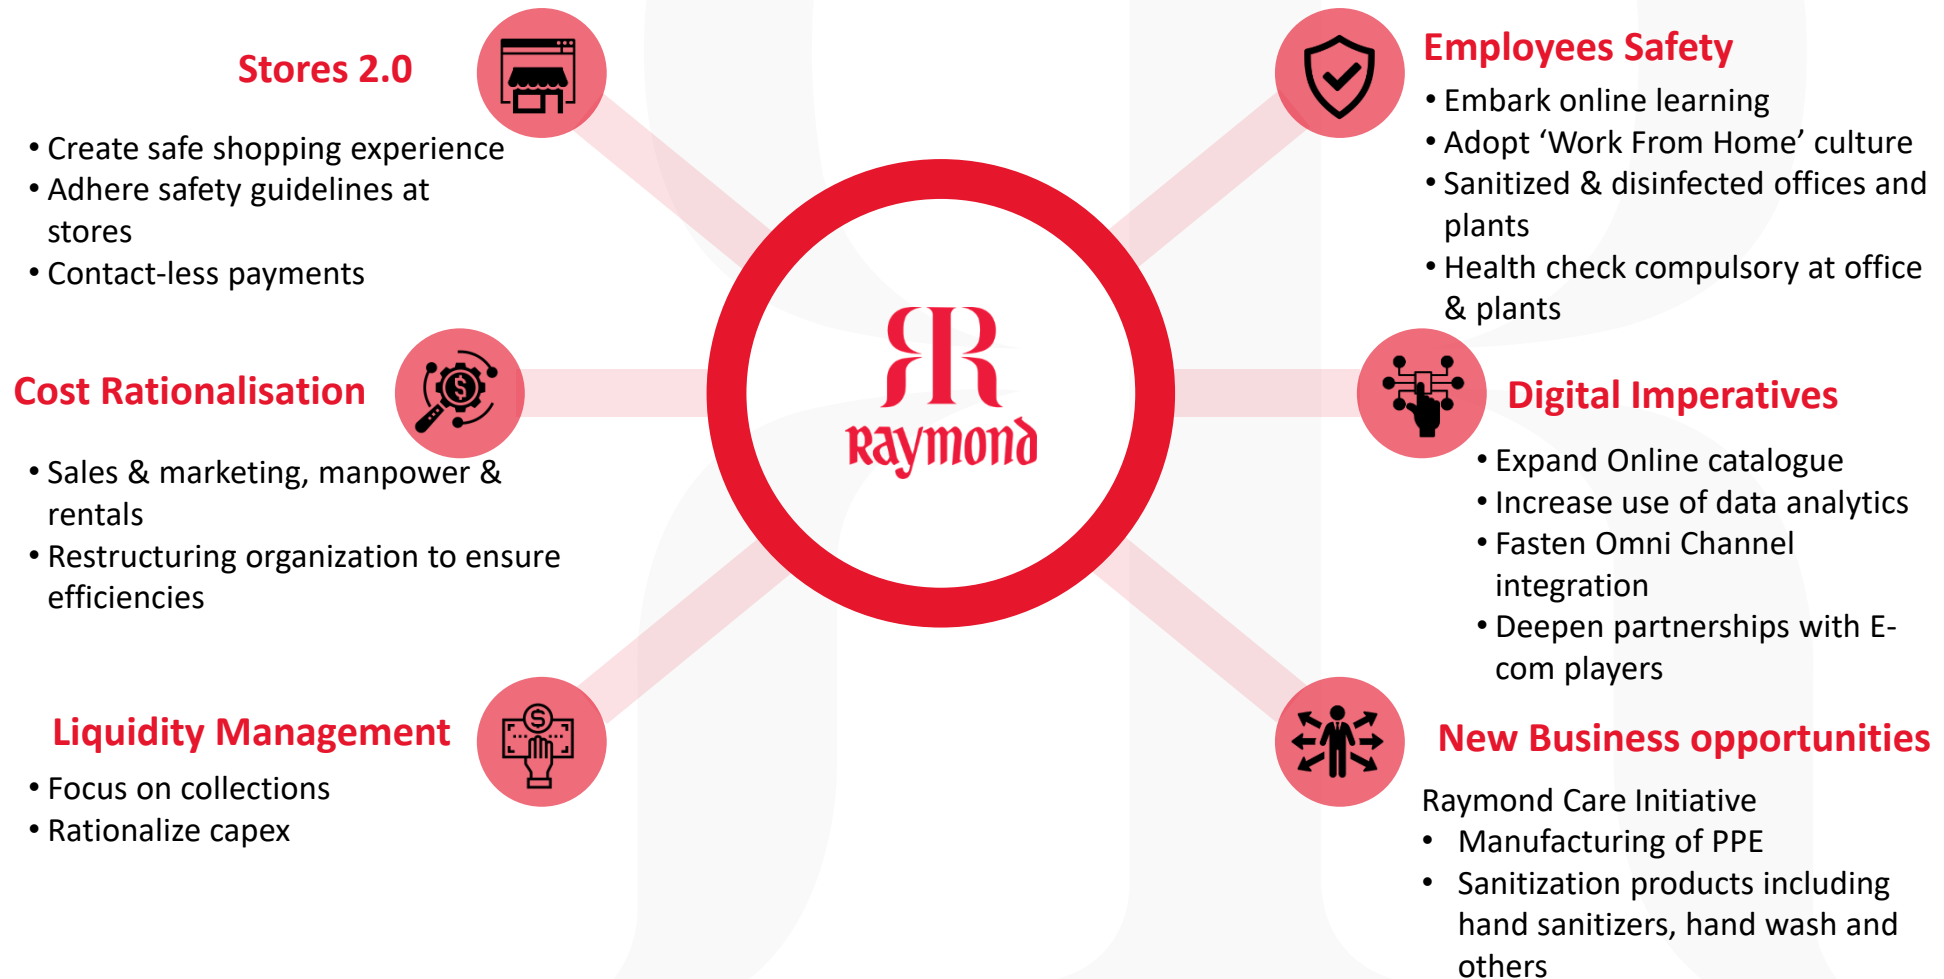 Stores 2.0
• Create safe shopping experience
• Adhere safety guidelines at
stores
• Contact-less payments
Cost Rationalisation
• Sales & marketing, manpower &
rentals
• Restructuring organization to ensure
efficiencies
Liquidity Management
• Focus on collections
• Rationalize capex
Raymond
Employees Safety
• Embark online learning
• Adopt ‘Work From Home’ culture
• Sanitized & disinfected offices and
plants
• Health check compulsory at office
& plants
Digital Imperatives
• Expand Online catalogue
• Increase use of data analytics
• Fasten Omni Channel
integration
• Deepen partnerships with E-
com players
New Business opportunities
Raymond Care Initiative
• Manufacturing of PPE
• Sanitization products including
hand sanitizers, hand wash and
others